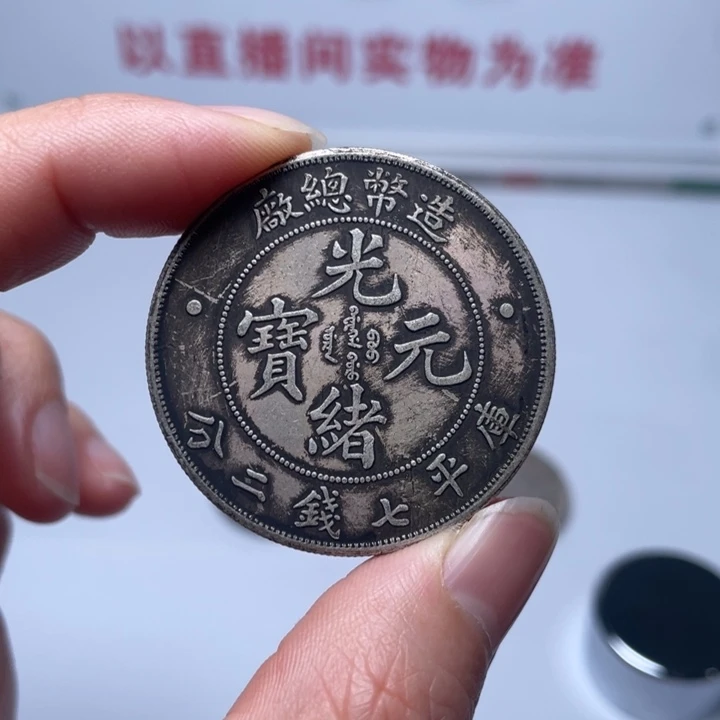 以直播间实物为准
造幣總廠
光緒元寶
庫平七錢二分